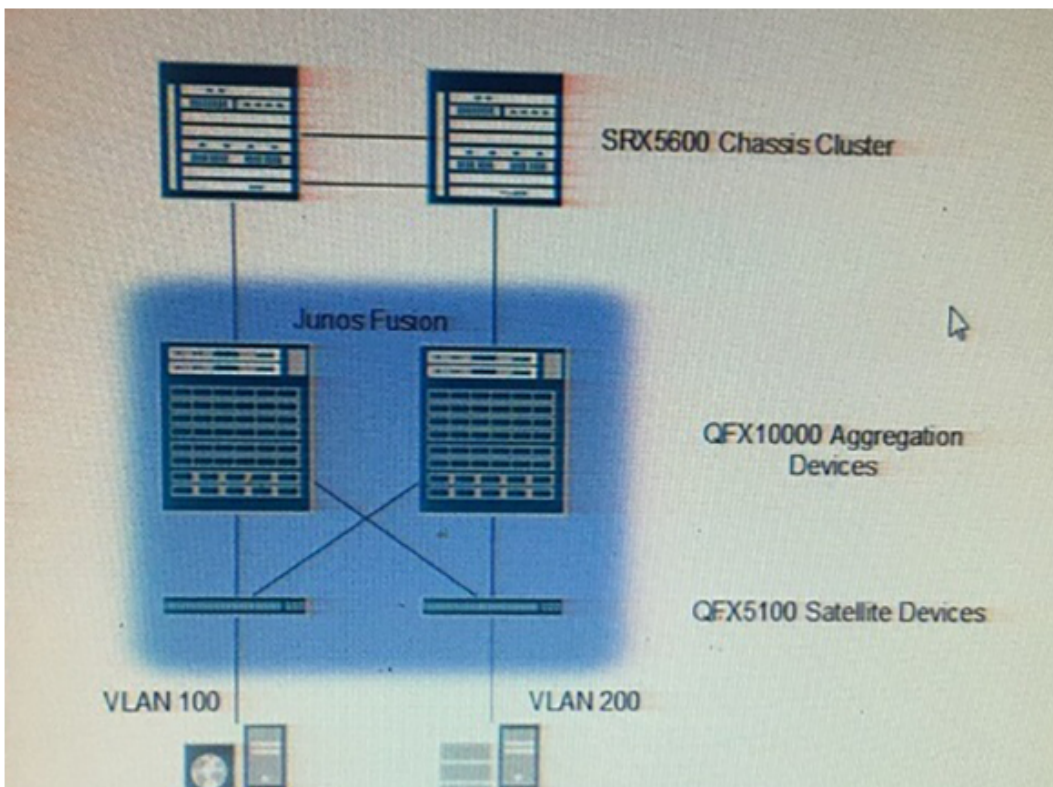 SRX5600 Chassis Cluster
Junos Fusion
QFX10000 Aggregation
Devices
QFX5100 Satellite Devices
VLAN 100
VLAN 200